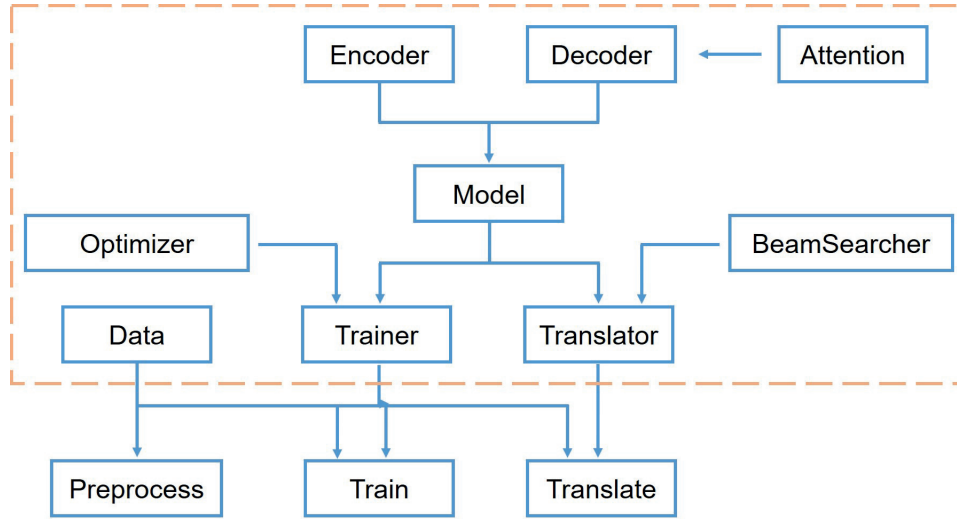 Encoder
Decoder
Attention
Model
Optimizer
BeamSearcher
Data
Trainer
Translator
Preprocess
Train
Translate